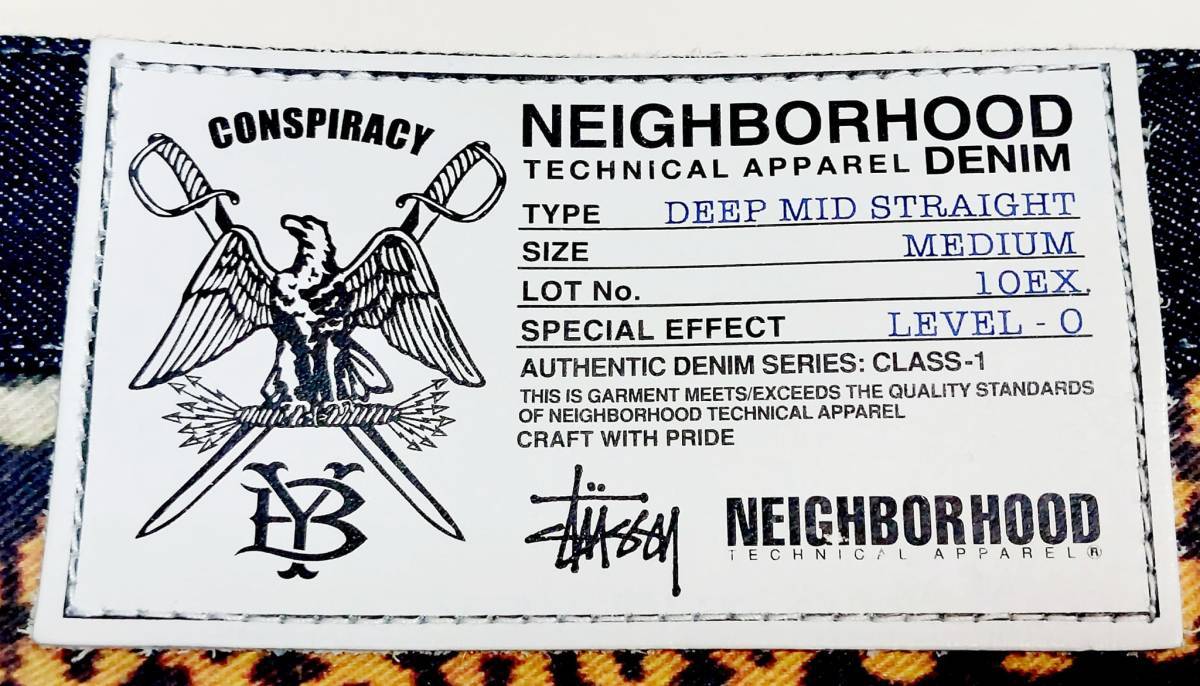 CONSPIRACY
NEIGHBORHOOD
TECHNICAL APPAREL DENIM
TYPE DEEP MID STRAIGHT
SIZE MEDIUM
LOT No. 10EX.
SPECIAL EFFECT LEVEL - 0
AUTHENTIC DENIM SERIES: CLASS-1
THIS IS GARMENT MEETS/EXCEEDS THE QUALITY STANDARDS
OF NEIGHBORHOOD TECHNICAL APPAREL
CRAFT WITH PRIDE
Stüssy
NEIGHBORHOOD
TECHNICAL APPAREL®